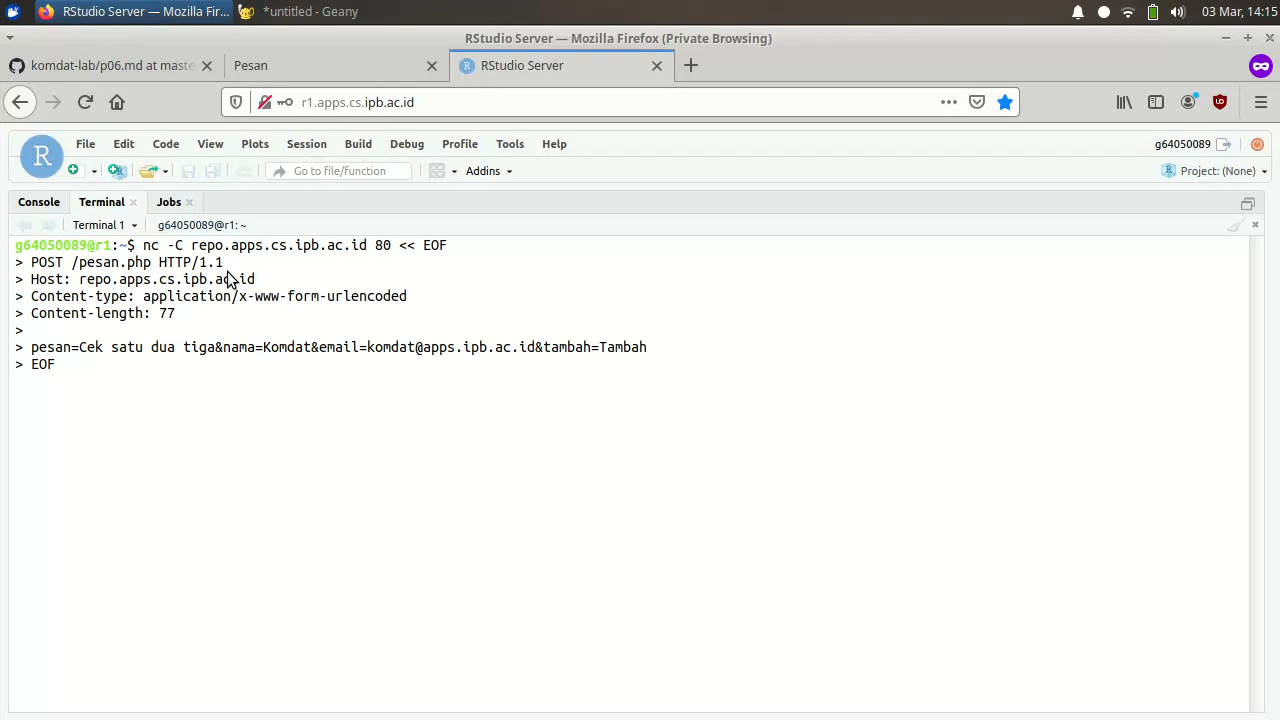 RStudio Server — Mozilla Fir... *untitled - Geany 03 Mar, 14:15
RStudio Server — Mozilla Firefox (Private Browsing)
komdat-lab/p06.md at maste Pesan RStudio Server
r1.apps.cs.ipb.ac.id
R File Edit Code View Plots Session Build Debug Profile Tools Help g64050089
Go to file/function Addins Project: (None)
Console Terminal Jobs
Terminal 1 g64050089@r1: ~
g64050089@r1:~$ nc -C repo.apps.cs.ipb.ac.id 80 << EOF
> POST /pesan.php HTTP/1.1
> Host: repo.apps.cs.ipb.ac.id
> Content-type: application/x-www-form-urlencoded
> Content-length: 77
>
> pesan=Cek satu dua tiga&nama=Komdat&email=komdat@apps.ipb.ac.id&tambah=Tambah
> EOF